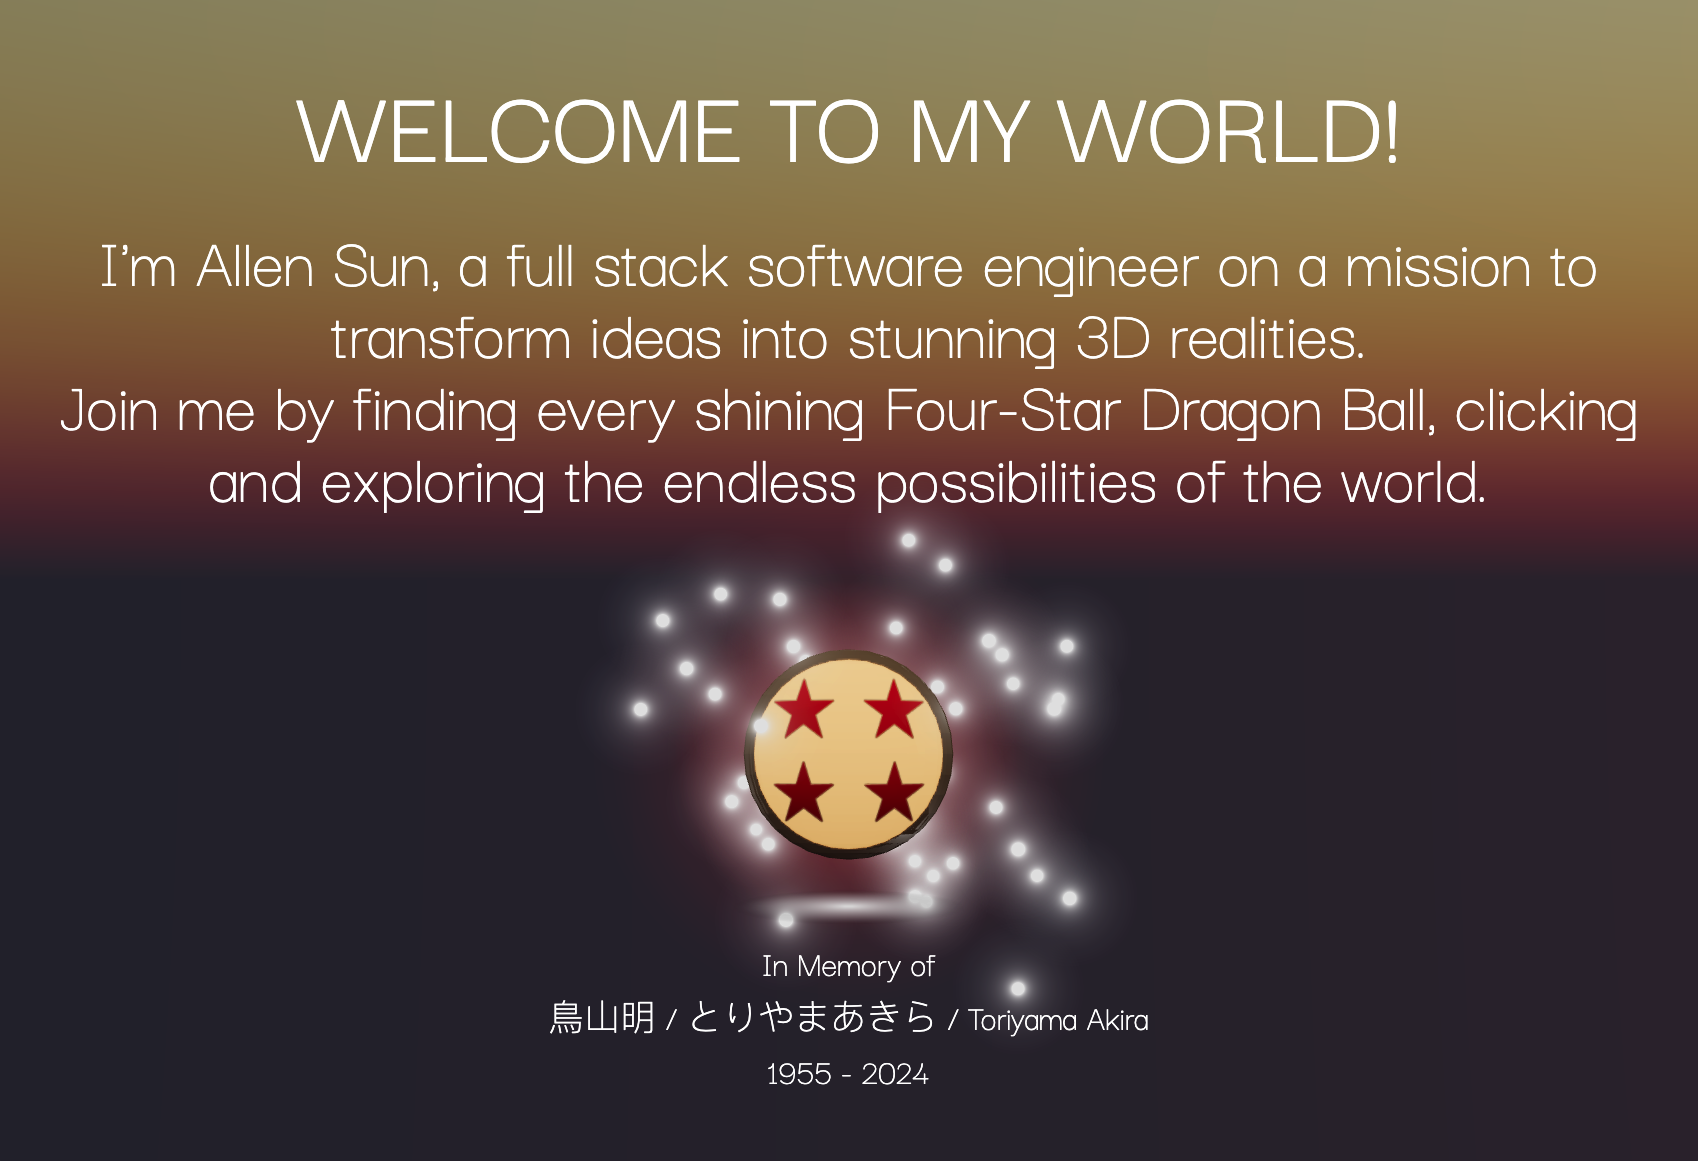 WELCOME TO MY WORLD!
I'm Allen Sun, a full stack software engineer on a mission to
transform ideas into stunning 3D realities.
Join me by finding every shining Four-Star Dragon Ball, clicking
and exploring the endless possibilities of the world.
In Memory of
鳥山明 / とりやまあきら / Toriyama Akira
1955 - 2024